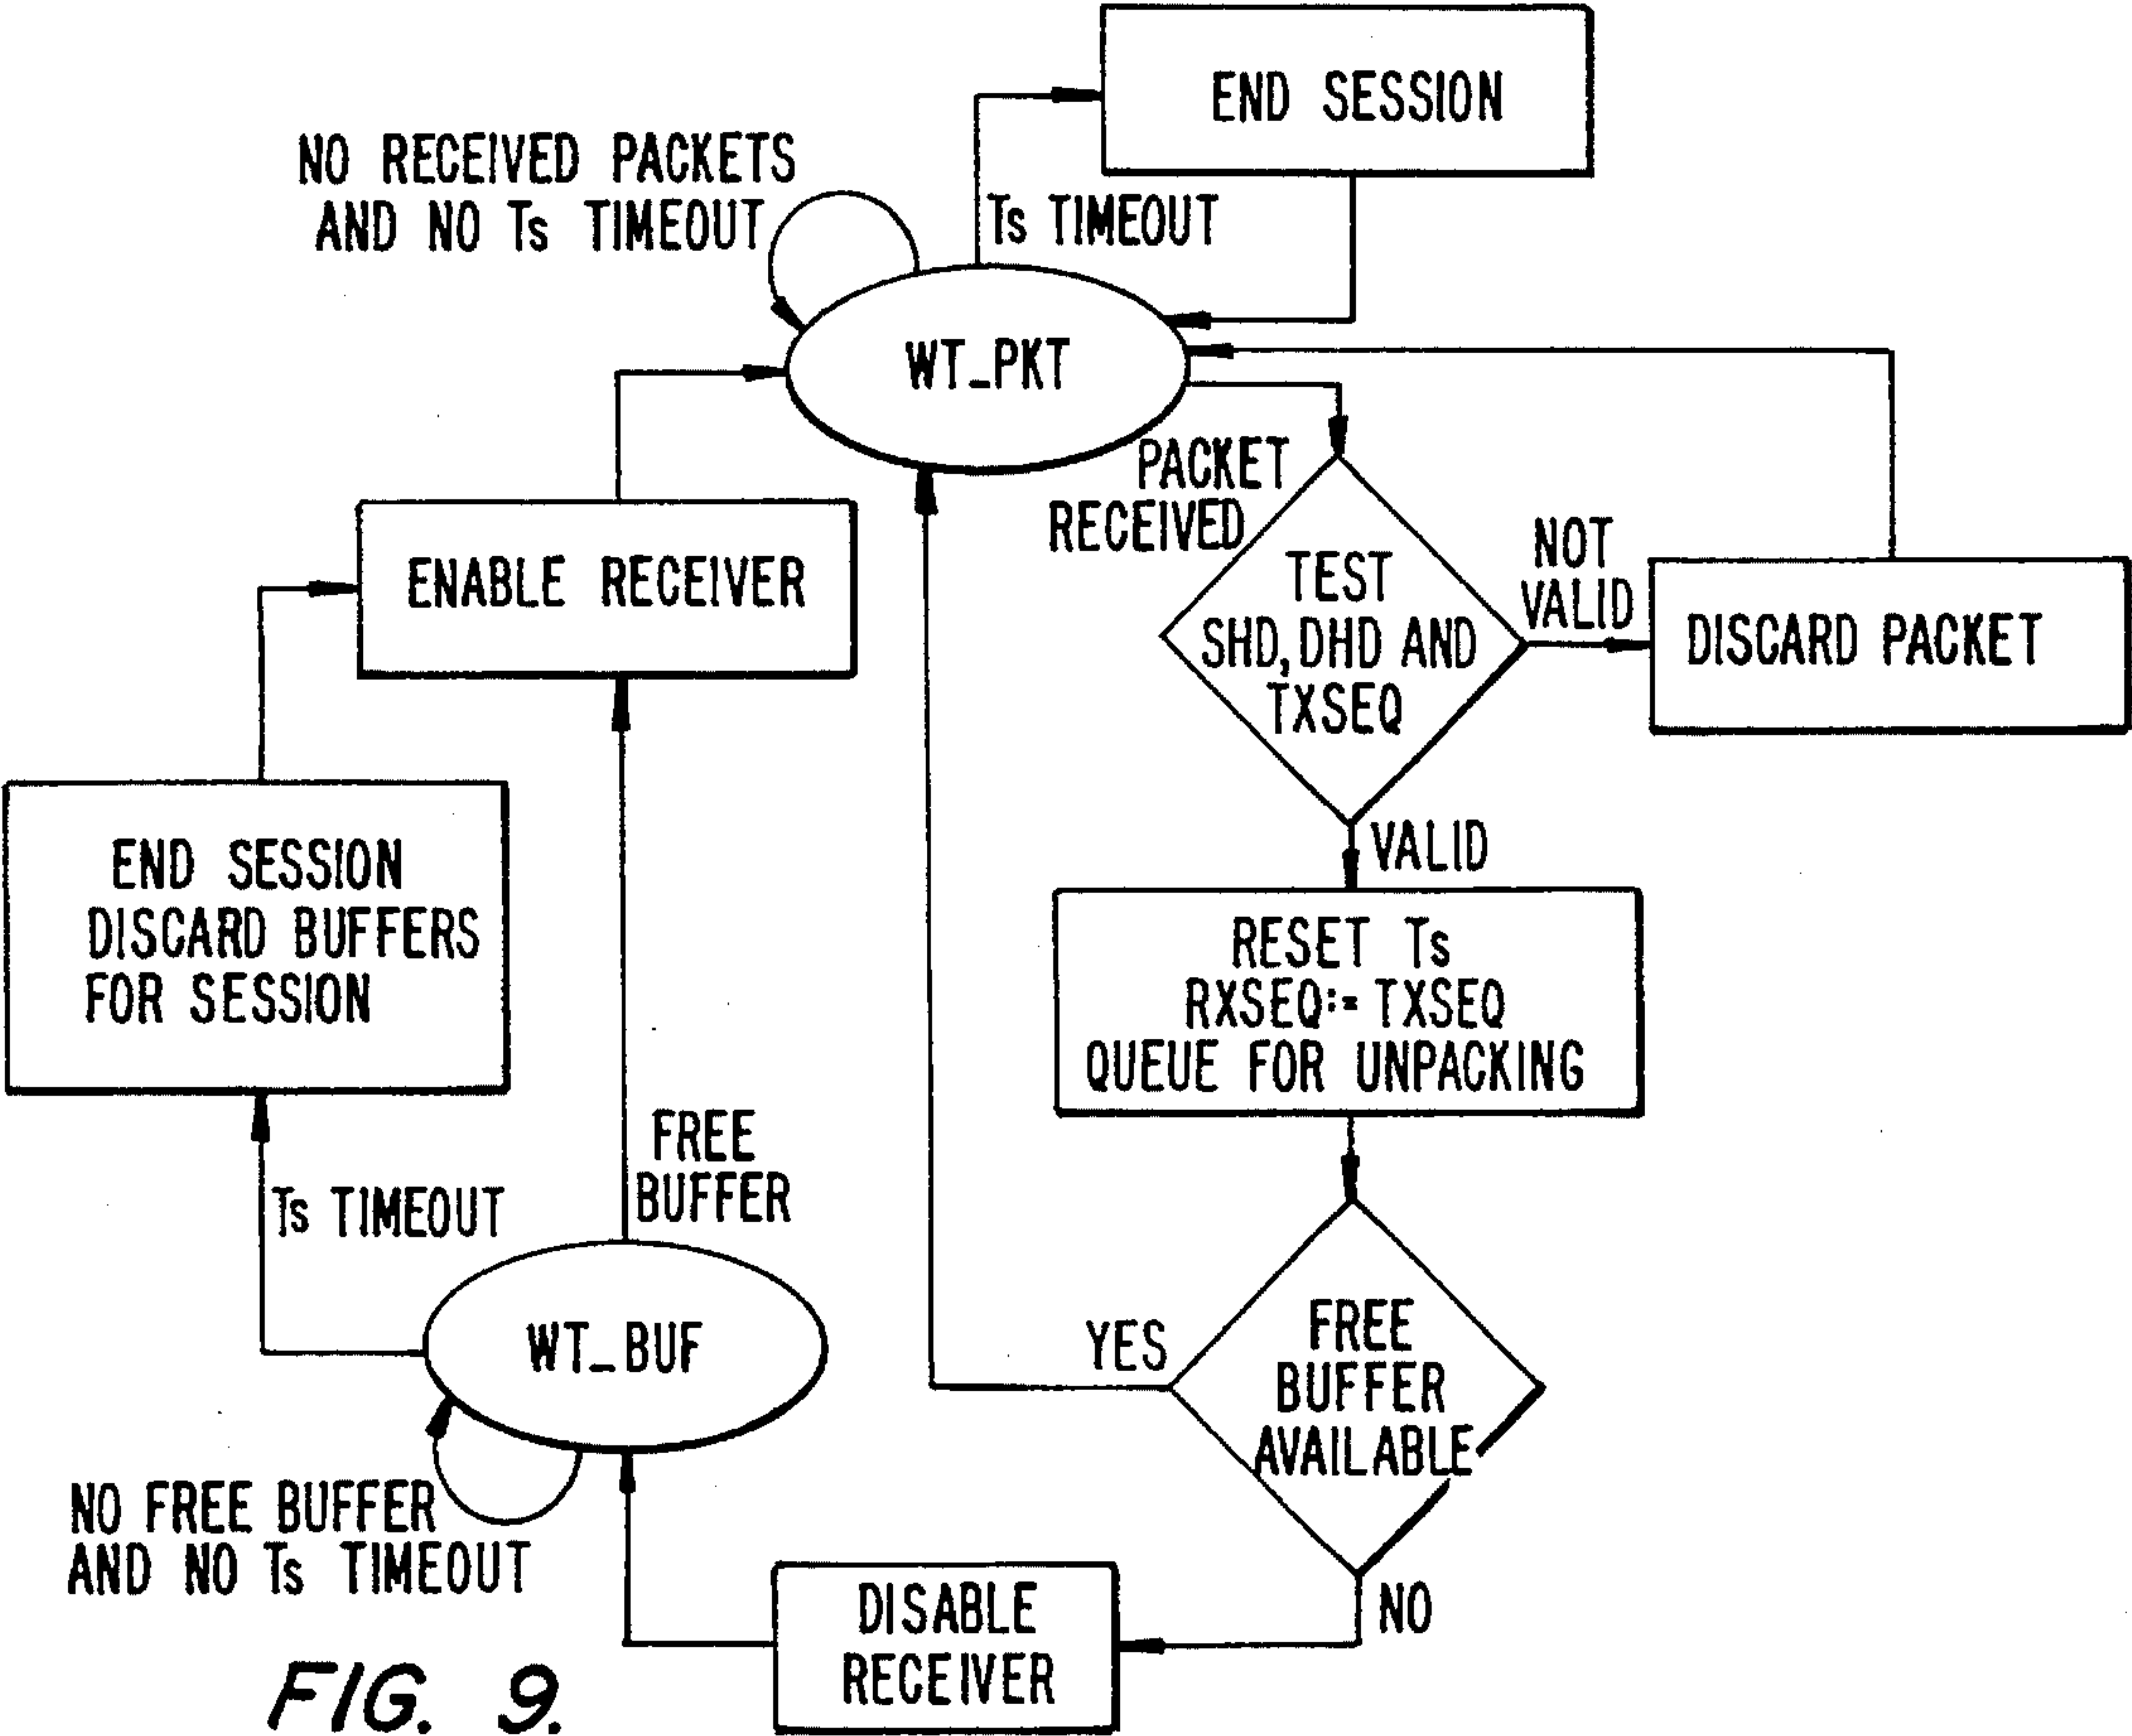 END SESSION
NO RECEIVED PACKETS
AND NO Ts TIMEOUT
Ts TIMEOUT
WT_PKT
PACKET
RECEIVED
ENABLE RECEIVER
TEST
SHD, DHD AND
TXSEQ
NOT
VALID
DISCARD PACKET
VALID
END SESSION
DISCARD BUFFERS
FOR SESSION
RESET Ts
RXSEQ:= TXSEQ
QUEUE FOR UNPACKING
FREE
BUFFER
Ts TIMEOUT
WT_BUF
YES
FREE
BUFFER
AVAILABLE
NO FREE BUFFER
AND NO Ts TIMEOUT
DISABLE
RECEIVER
NO
FIG. 9.